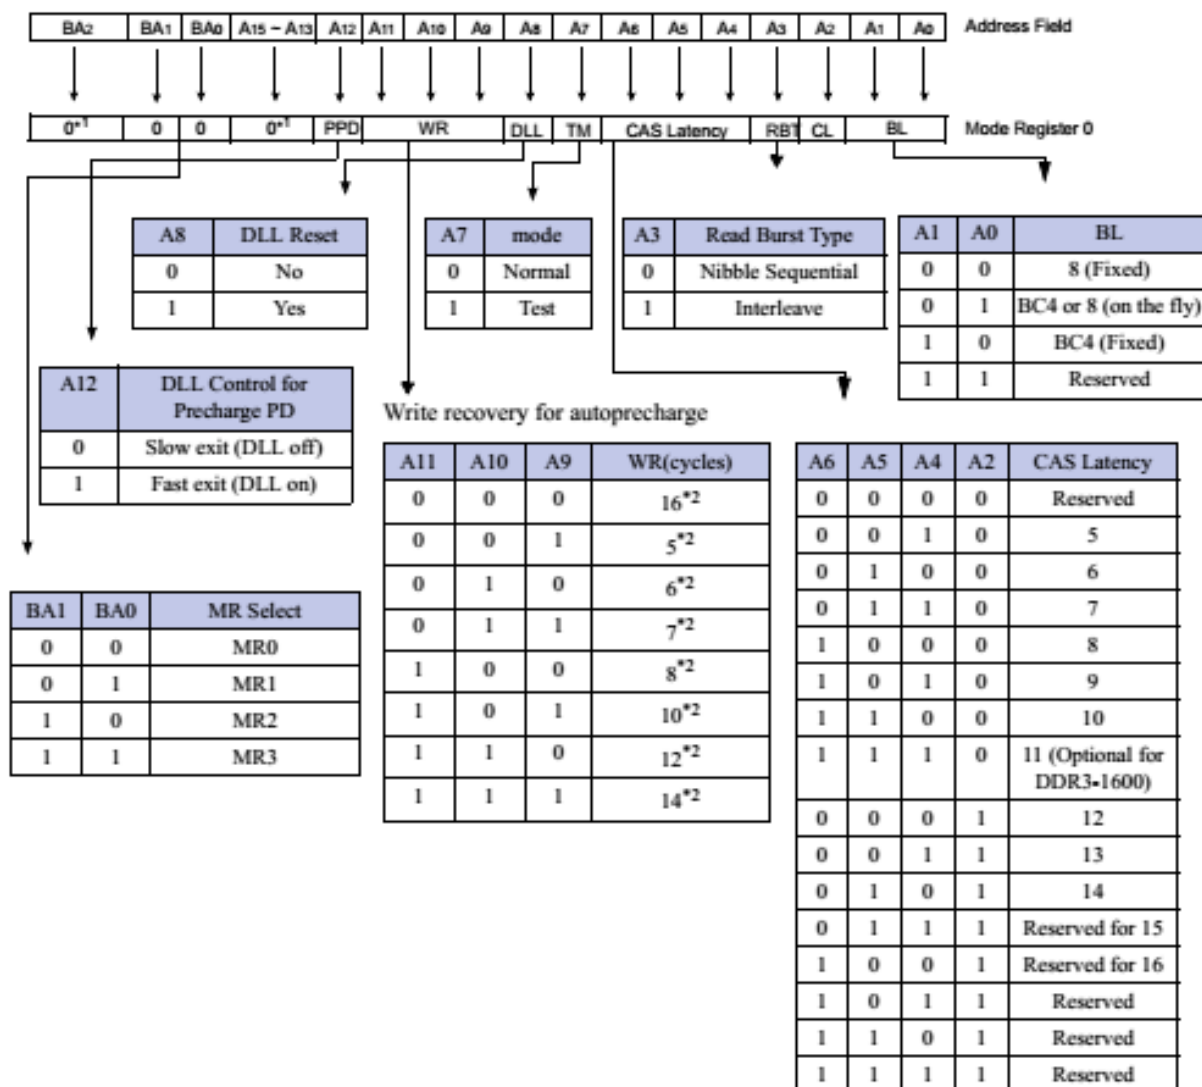 BA2 BA1 BA0 A15 ~ A13 A12 A11 A10 A9 A8 A7 A6 A5 A4 A3 A2 A1 A0 Address Field
0*1 0 0 0*1 PPD WR DLL TM CAS Latency RBT CL BL Mode Register 0
A8 DLL Reset
0 No
1 Yes
A7 mode
0 Normal
1 Test
A3 Read Burst Type
0 Nibble Sequential
1 Interleave
A1 A0 BL
0 0 8 (Fixed)
0 1 BC4 or 8 (on the fly)
1 0 BC4 (Fixed)
1 1 Reserved
A12 DLL Control for
Precharge PD
0 Slow exit (DLL off)
1 Fast exit (DLL on)
Write recovery for autoprecharge
A11 A10 A9 WR(cycles)
0 0 0 16*2
0 0 1 5*2
0 1 0 6*2
0 1 1 7*2
1 0 0 8*2
1 0 1 10*2
1 1 0 12*2
1 1 1 14*2
A6 A5 A4 A2 CAS Latency
0 0 0 0 Reserved
0 0 1 0 5
0 1 0 0 6
0 1 1 0 7
1 0 0 0 8
1 0 1 0 9
1 1 0 0 10
1 1 1 0 11 (Optional for
DDR3-1600)
0 0 0 1 12
0 0 1 1 13
0 1 0 1 14
0 1 1 1 Reserved for 15
1 0 0 1 Reserved for 16
1 0 1 1 Reserved
1 1 0 1 Reserved
1 1 1 1 Reserved
BA1 BA0 MR Select
0 0 MR0
0 1 MR1
1 0 MR2
1 1 MR3